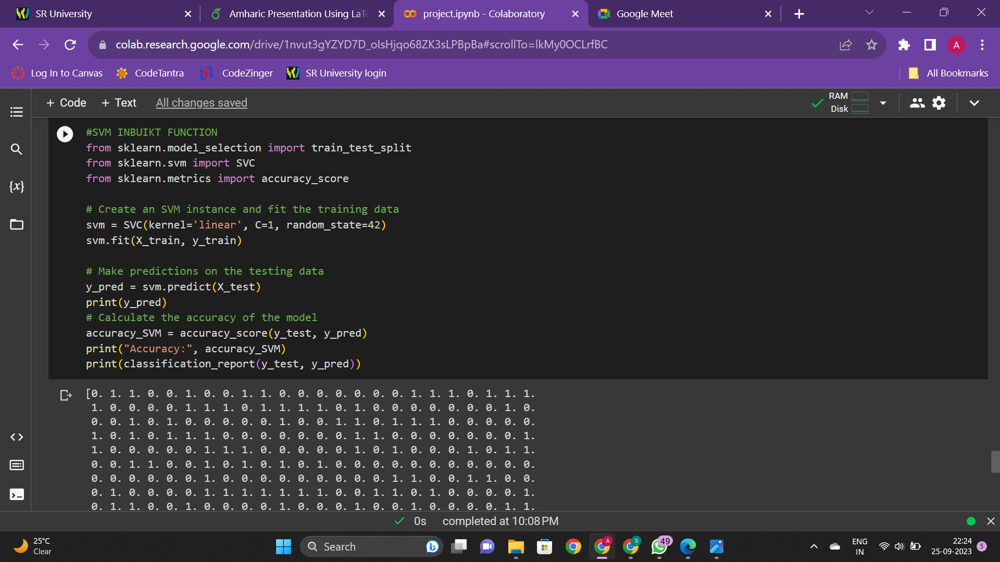 SR University
Amharic Presentation Using LaTe
project.ipynb - Colaboratory
Google Meet
colab.research.google.com/drive/1nvut3gYZYD7D_oIsHjqo68ZK3sLPBpBa#scrollTo=lkMy0OCLrfBC
A
Log In to Canvas
CodeTantra
CodeZinger
SR University login
All Bookmarks
+ Code
+ Text
All changes saved
RAM
Disk
{x}
#SVM INBUIKT FUNCTION
from sklearn.model_selection import train_test_split
from sklearn.svm import SVC
from sklearn.metrics import accuracy_score
# Create an SVM instance and fit the training data
svm = SVC(kernel='linear', C=1, random_state=42)
svm.fit(X_train, y_train)
# Make predictions on the testing data
y_pred = svm.predict(X_test)
print(y_pred)
# Calculate the accuracy of the model
accuracy_SVM = accuracy_score(y_test, y_pred)
print("Accuracy:", accuracy_SVM)
print(classification_report(y_test, y_pred))
[0. 1. 1. 0. 0. 1. 0. 0. 1. 1. 0. 0. 0. 0. 0. 0. 0. 1. 1. 1. 0. 1. 1. 1.
1. 0. 0. 0. 0. 1. 1. 1. 0. 1. 1. 1. 1. 0. 1. 0. 0. 0. 0. 0. 0. 0. 1. 0.
0. 0. 1. 0. 1. 0. 0. 0. 0. 0. 1. 0. 0. 1. 1. 0. 1. 1. 1. 0. 0. 0. 0. 0.
1. 0. 1. 0. 1. 1. 1. 0. 0. 0. 0. 0. 0. 0. 1. 1. 0. 0. 0. 0. 0. 0. 0. 1.
1. 0. 0. 0. 0. 0. 1. 1. 1. 0. 0. 0. 0. 0. 1. 0. 1. 0. 0. 0. 1. 0. 1. 1.
0. 0. 1. 1. 0. 0. 1. 0. 1. 0. 1. 0. 1. 0. 0. 0. 0. 0. 0. 0. 0. 0. 0. 0.
0. 0. 0. 0. 0. 0. 1. 0. 0. 0. 0. 0. 0. 0. 0. 0. 1. 1. 0. 0. 1. 1. 0. 0.
0. 1. 0. 0. 0. 0. 1. 1. 1. 1. 1. 1. 1. 0. 0. 1. 1. 0. 1. 0. 0. 0. 0. 1.
0. 1. 1. 0. 0. 1. 0. 0. 0. 0. 1. 0. 0. 0. 1. 0. 0. 1. 0. 0. 0. 0. 1. 1.
0s completed at 10:08 PM
25°C
Clear
Search
A
S
49
ENG
IN
22:24
25-09-2023
5